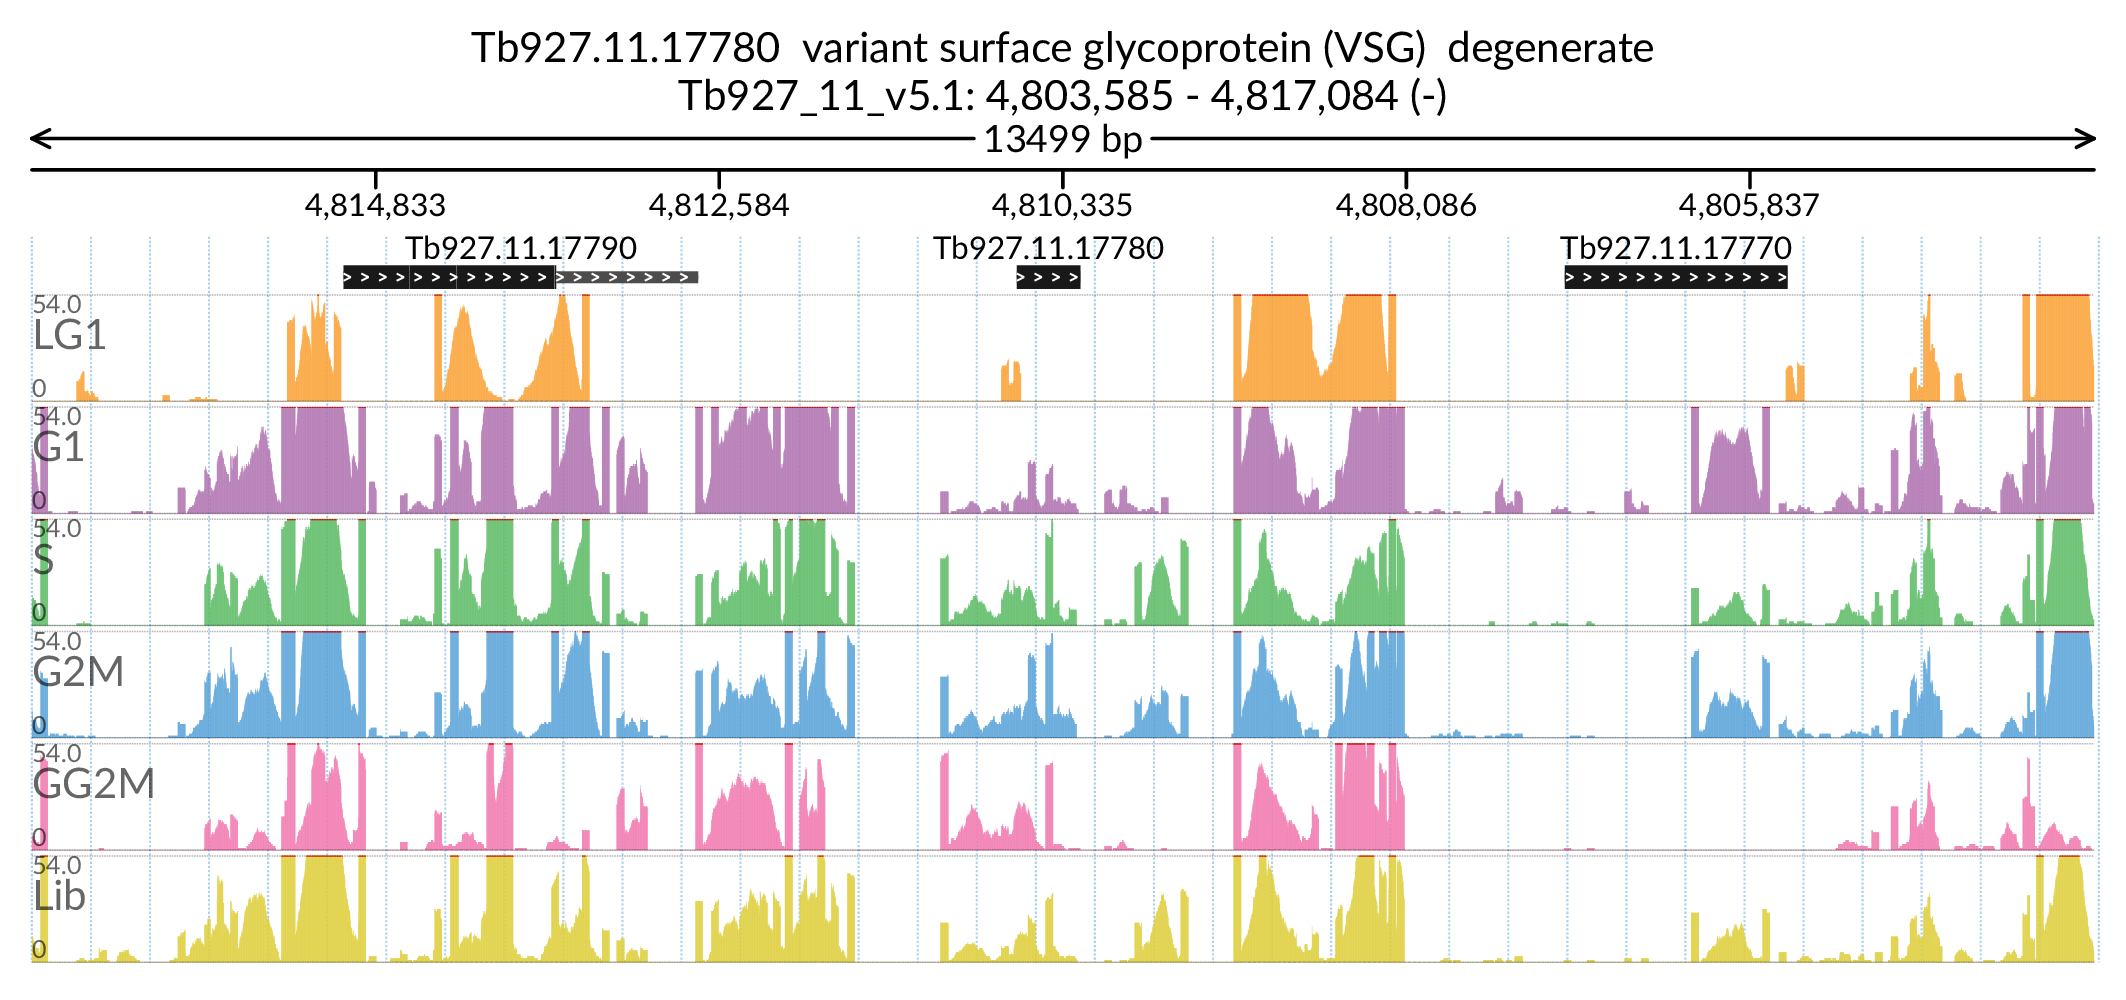 Tb927.11.17780 variant surface glycoprotein (VSG) degenerate
Tb927_11_v5.1: 4,803,585 - 4,817,084 (-)
13499 bp
4,814,833 4,812,584 4,810,335 4,808,086 4,805,837
Tb927.11.17790 Tb927.11.17780 Tb927.11.17770
54.0
LG1
0
54.0
G1
0
54.0
S
0
54.0
G2M
0
54.0
GG2M
0
54.0
Lib
0